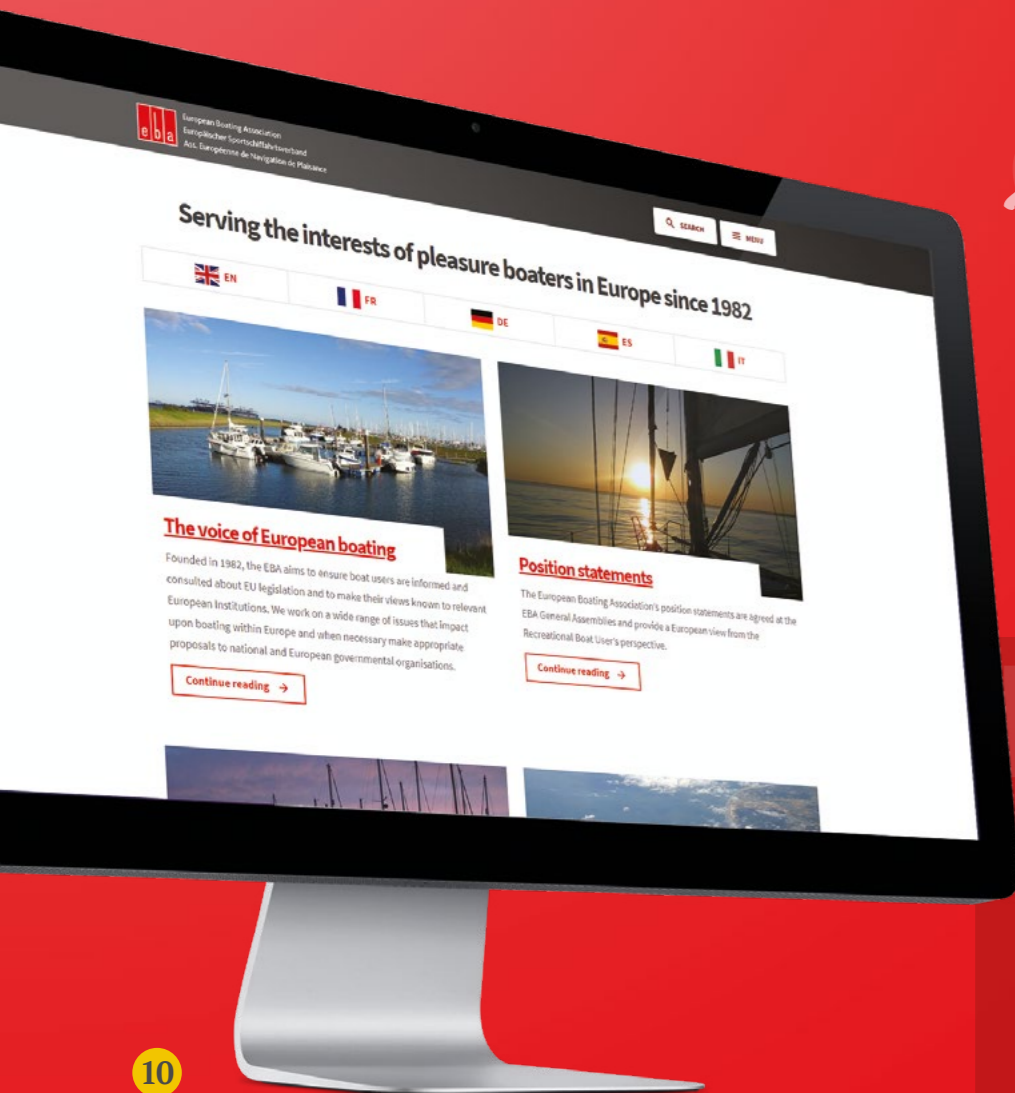 eba
European Boating Association
Europäischer Sportschifffahrtsverband
Ass. Européenne de Navigation de Plaisance
SEARCH
MENU
Serving the interests of pleasure boaters in Europe since 1982
EN
FR
DE
ES
IT
The voice of European boating
Founded in 1982, the EBA aims to ensure boat users are informed and
consulted about EU legislation and to make their views known to relevant
European Institutions. We work on a wide range of issues that impact
upon boating within Europe and when necessary make appropriate
proposals to national and European governmental organisations.
Continue reading →
Position statements
The European Boating Association's position statements are agreed at the
EBA General Assemblies and provide a European view from the
Recreational Boat User's perspective.
Continue reading →
10